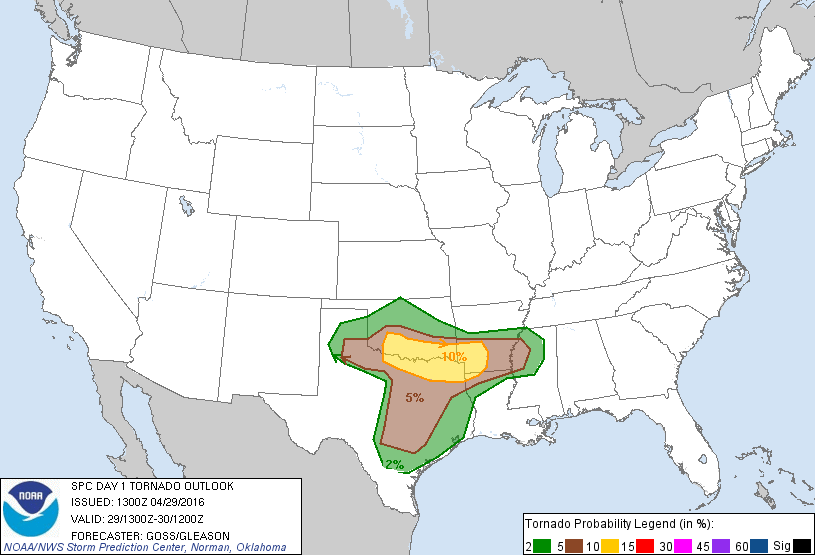 10%
5%
2%
NOAA
SPC DAY 1 TORNADO OUTLOOK
ISSUED: 1300Z 04/29/2016
VALID: 29/1300Z-30/1200Z
FORECASTER: GOSS/GLEASON
NOAA/NWS Storm Prediction Center, Norman, Oklahoma
Tornado Probability Legend (in %):
2 5 10 15 30 45 60 Sig